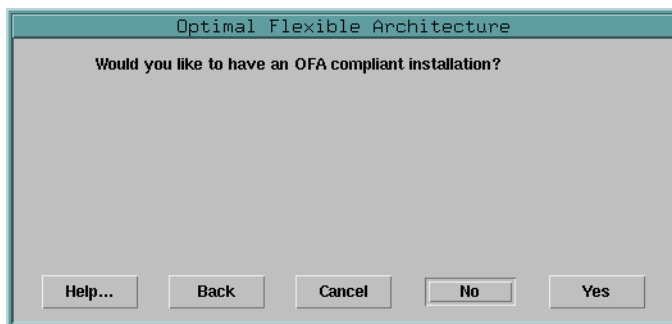 Optimal Flexible Architecture
Would you like to have an OFA compliant installation?
Help... Back Cancel No Yes